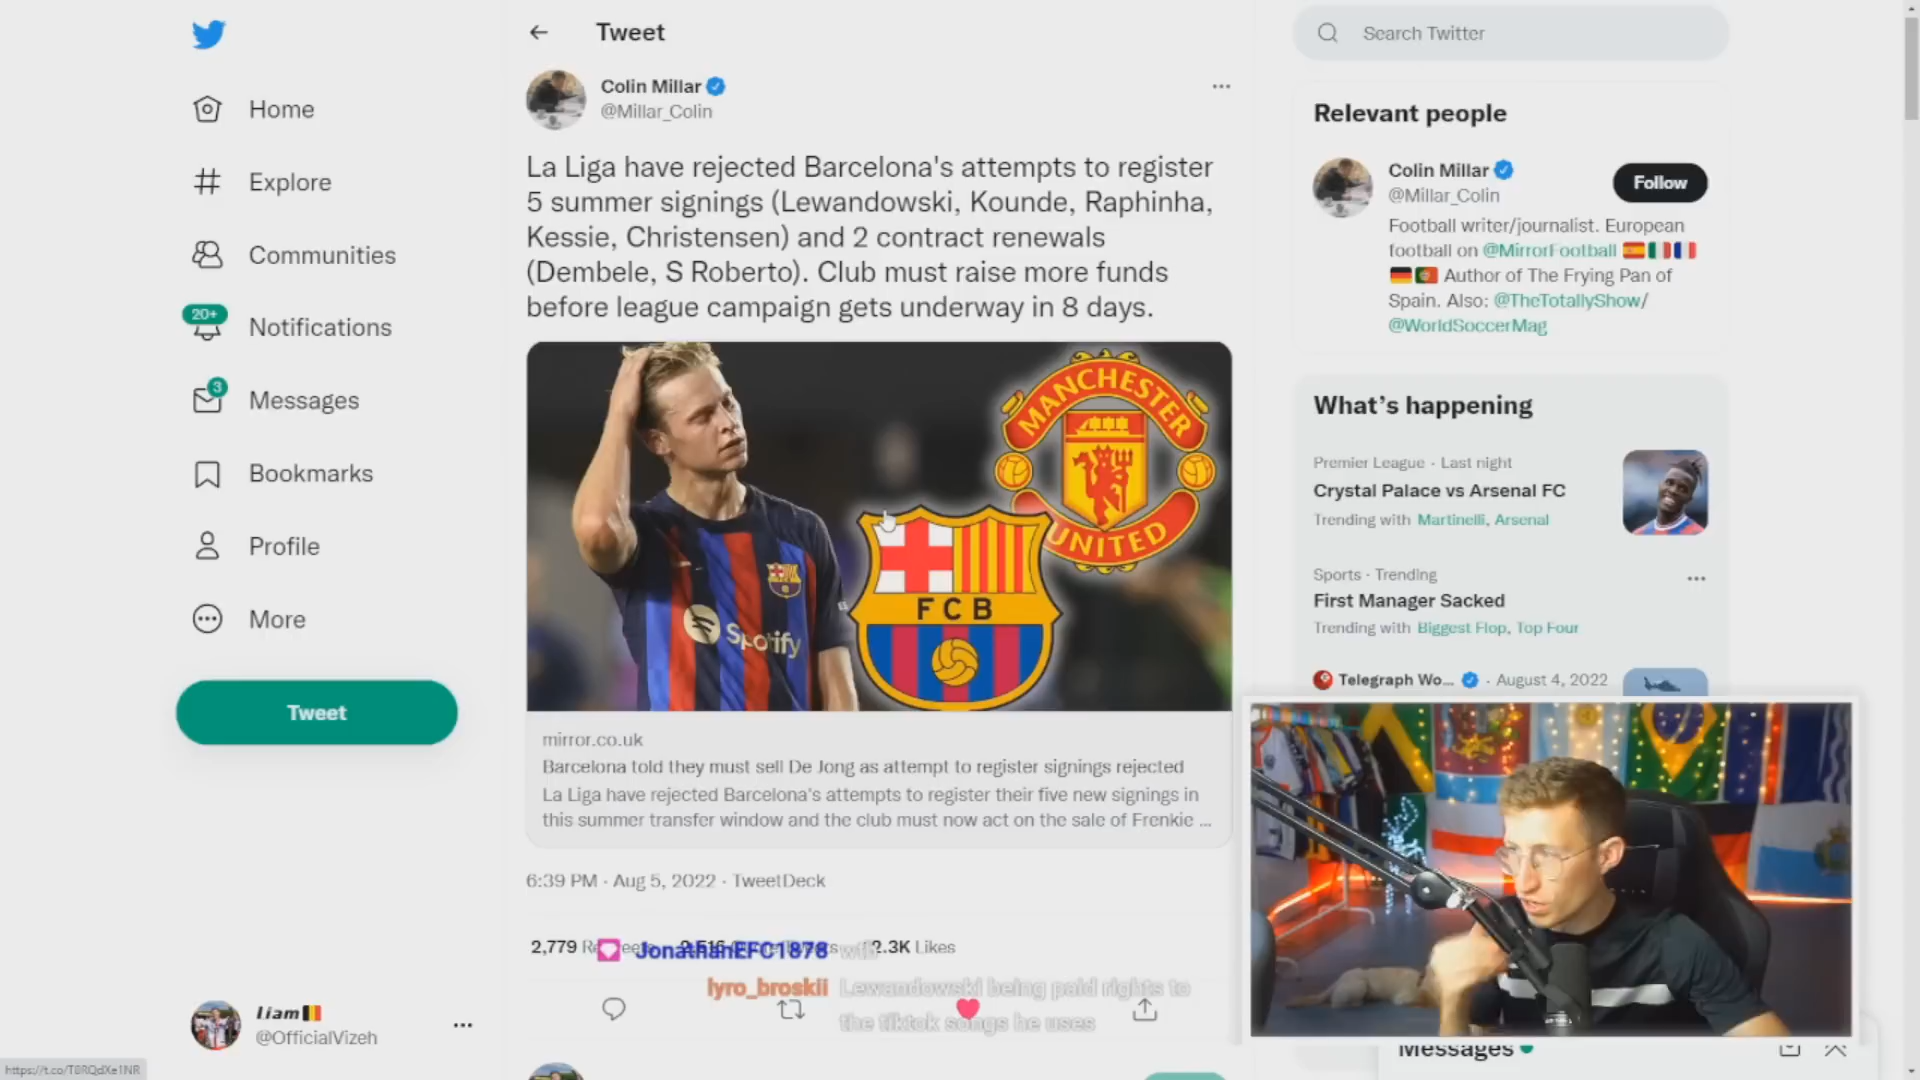 Home
Explore
Communities
20+
Notifications
3
Messages
Bookmarks
Profile
More
Tweet
Liam
@OfficialVizeh
https://t.co/T0RQdXe1NR
Tweet
Colin Millar
@Millar_Colin
La Liga have rejected Barcelona's attempts to register
5 summer signings (Lewandowski, Kounde, Raphinha,
Kessie, Christensen) and 2 contract renewals
(Dembele, S Roberto). Club must raise more funds
before league campaign gets underway in 8 days.
MANCHESTER
UNITED
FCB
Spotify
mirror.co.uk
Barcelona told they must sell De Jong as attempt to register signings rejected
La Liga have rejected Barcelona's attempts to register their five new signings in
this summer transfer window and the club must now act on the sale of Frenkie ...
6:39 PM · Aug 5, 2022 · TweetDeck
2,779
2.3K Likes
JonathanEFC1878
lyro_broskii Lewandowski being paid rights to
the tiktok songs he uses
Search Twitter
Relevant people
Colin Millar
@Millar_Colin
Follow
Football writer/journalist. European
football on @MirrorFootball
Author of The Frying Pan of
Spain. Also: @TheTotallyShow/
@WorldSoccerMag
What's happening
Premier League · Last night
Crystal Palace vs Arsenal FC
Trending with Martinelli, Arsenal
Sports · Trending
First Manager Sacked
Trending with Biggest Flop, Top Four
Telegraph Wo... · August 4, 2022
Messages